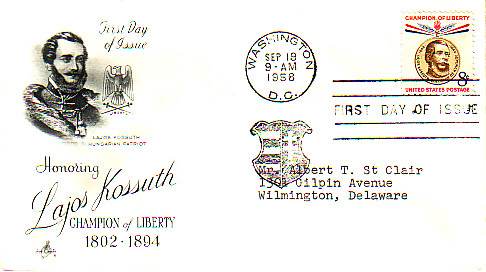 First Day
of Issue
LAJOS KOSSUTH
HUNGARIAN PATRIOT
Honoring
Lajos Kossuth
CHAMPION of LIBERTY
1802 - 1894
WASHINGTON
SEP 19
9-AM
1958
D.C.
CHAMPION OF LIBERTY
8¢
UNITED STATES POSTAGE
FIRST DAY OF ISSUE
Mr. Albert T. St Clair
1301 Gilpin Avenue
Wilmington, Delaware